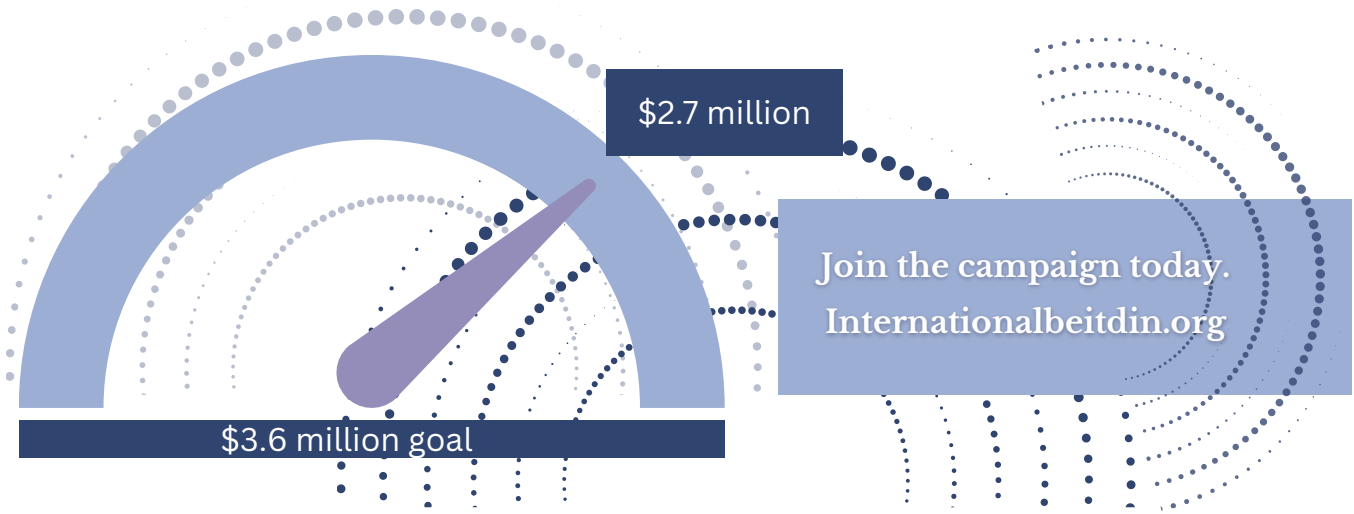 $2.7 million
Join the campaign today.
Internationalbeitdin.org
$3.6 million goal